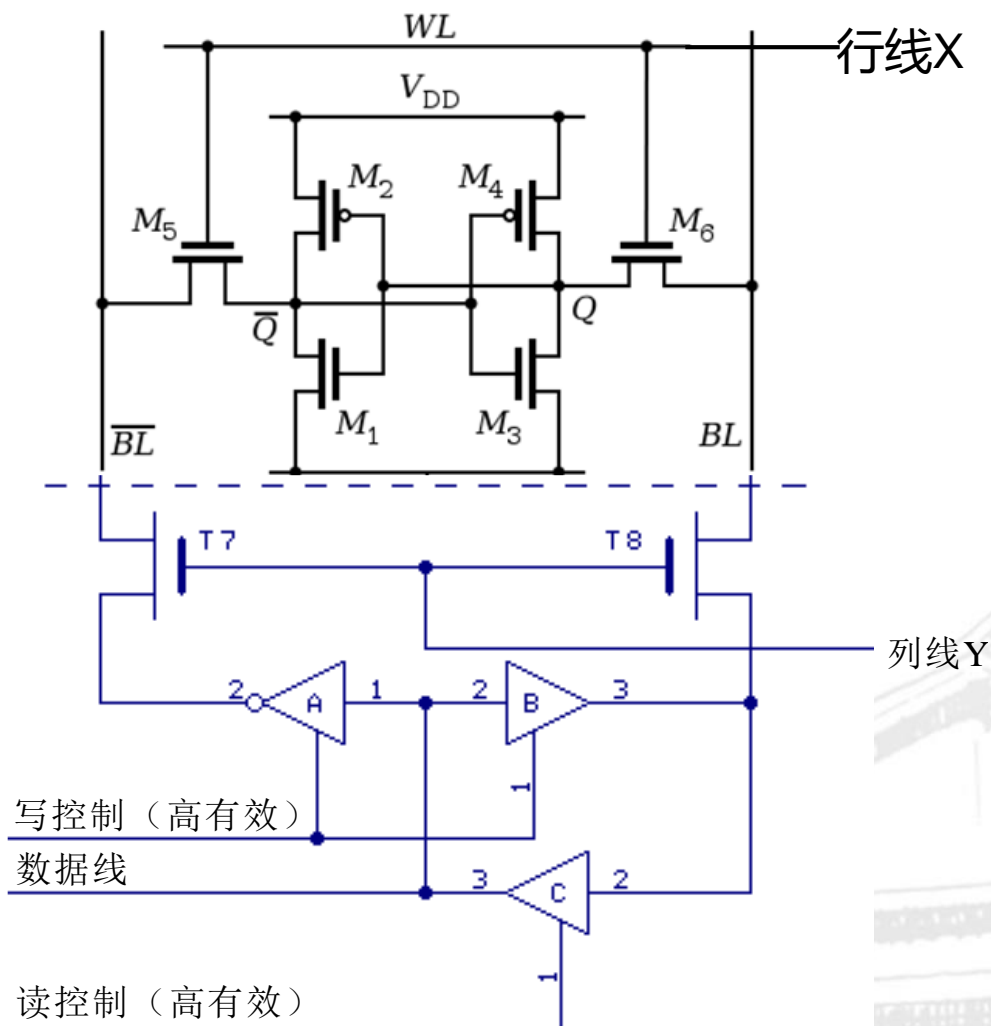 WL
行线X
V_DD
M₂ M₄
M₅ M₆
Q̅ Q
M₁ M₃
B̅L̅ BL
T7 T8
列线Y
2 A 1 2 B 3
1
写控制（高有效）
数据线
3 C 2
1
读控制（高有效）